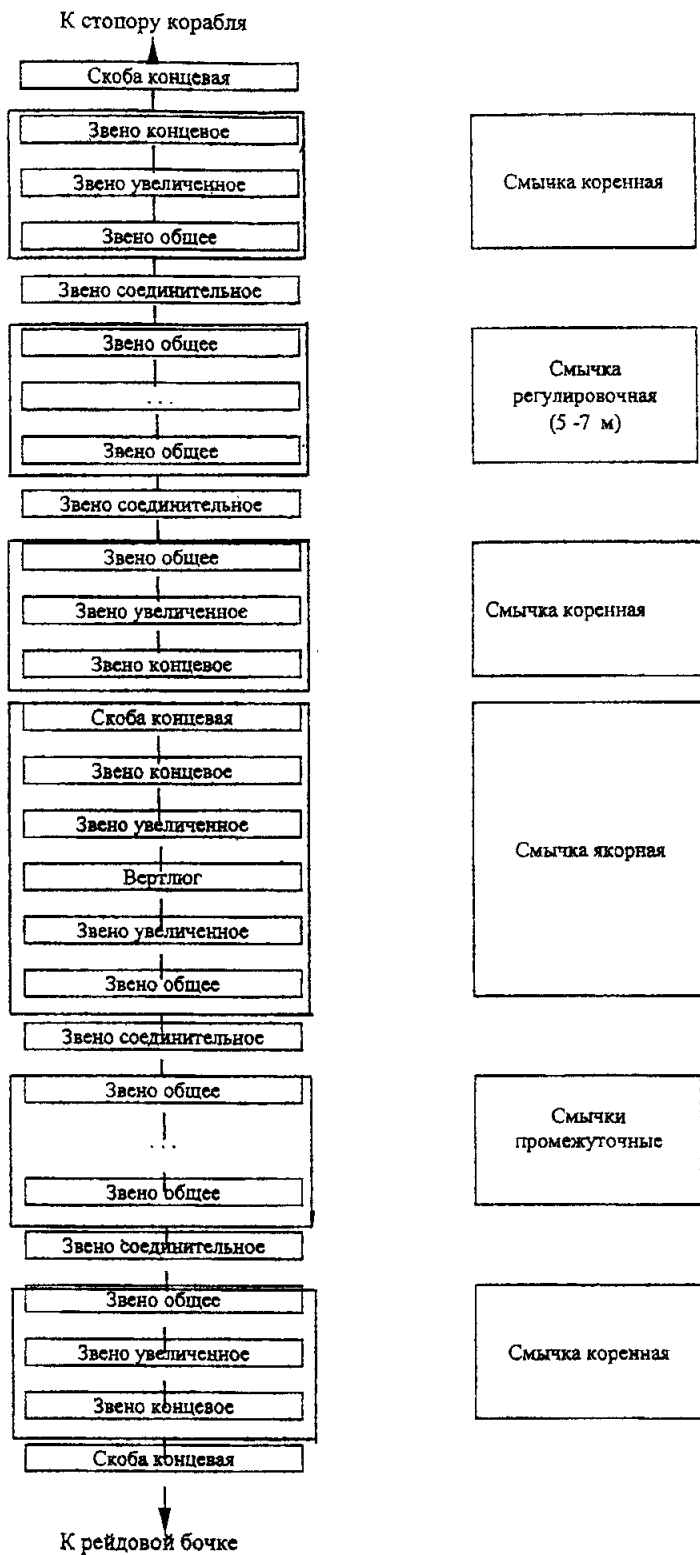 К стопору корабля
Скоба концевая
Звено концевое
Звено увеличенное
Звено общее
Смычка коренная
Звено соединительное
Звено общее
. . .
Звено общее
Смычка
регулировочная
(5 -7 м)
Звено соединительное
Звено общее
Звено увеличенное
Звено концевое
Смычка коренная
Скоба концевая
Звено концевое
Звено увеличенное
Вертлюг
Звено увеличенное
Звено общее
Смычка якорная
Звено соединительное
Звено общее
. . .
Звено общее
Смычки
промежуточные
Звено соединительное
Звено общее
Звено увеличенное
Звено концевое
Смычка коренная
Скоба концевая
К рейдовой бочке